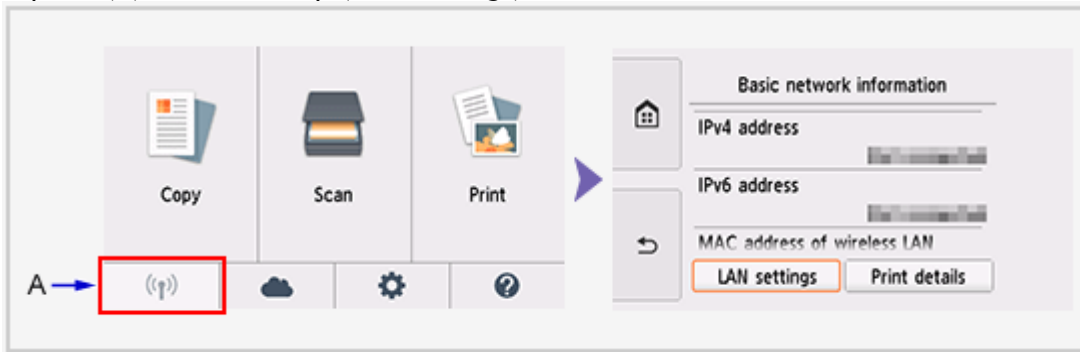 Copy
Scan
Print
A
Basic network information
IPv4 address
IPv6 address
MAC address of wireless LAN
LAN settings
Print details